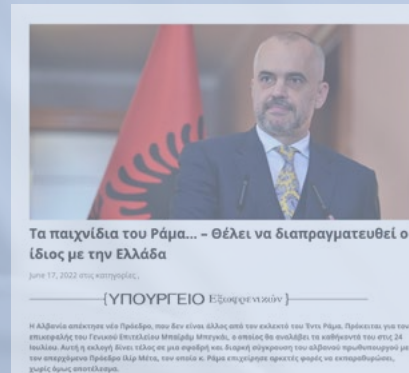 Τα παιχνίδια του Ράμα... – Θέλει να διαπραγματευθεί ο
ίδιος με την Ελλάδα
June 17, 2022 στις κατηγορίες ,
{ΥΠΟΥΡΓΕΙΟ Εξωφρενικών}
Η Αλβανία απέκτησε νέο Πρόεδρο, που δεν είναι άλλος από τον εκλεκτό του Έντι Ράμα. Πρόκειται για τον
επικεφαλής του Γενικού Επιτελείου Μπαϊράμ Μπεγκάι, ο οποίος θα αναλάβει τα καθήκοντά του στις 24
Ιουλίου. Αυτή η εκλογή δίνει τέλος σε μια σφοδρή και διαρκή σύγκρουση του αλβανού πρωθυπουργού με
τον απερχόμενο Πρόεδρο Ιλίρ Μέτα, τον οποίο κ. Ράμα επιχείρησε αρκετές φορές να εκπαραθυρώσει,
χωρίς όμως αποτέλεσμα.